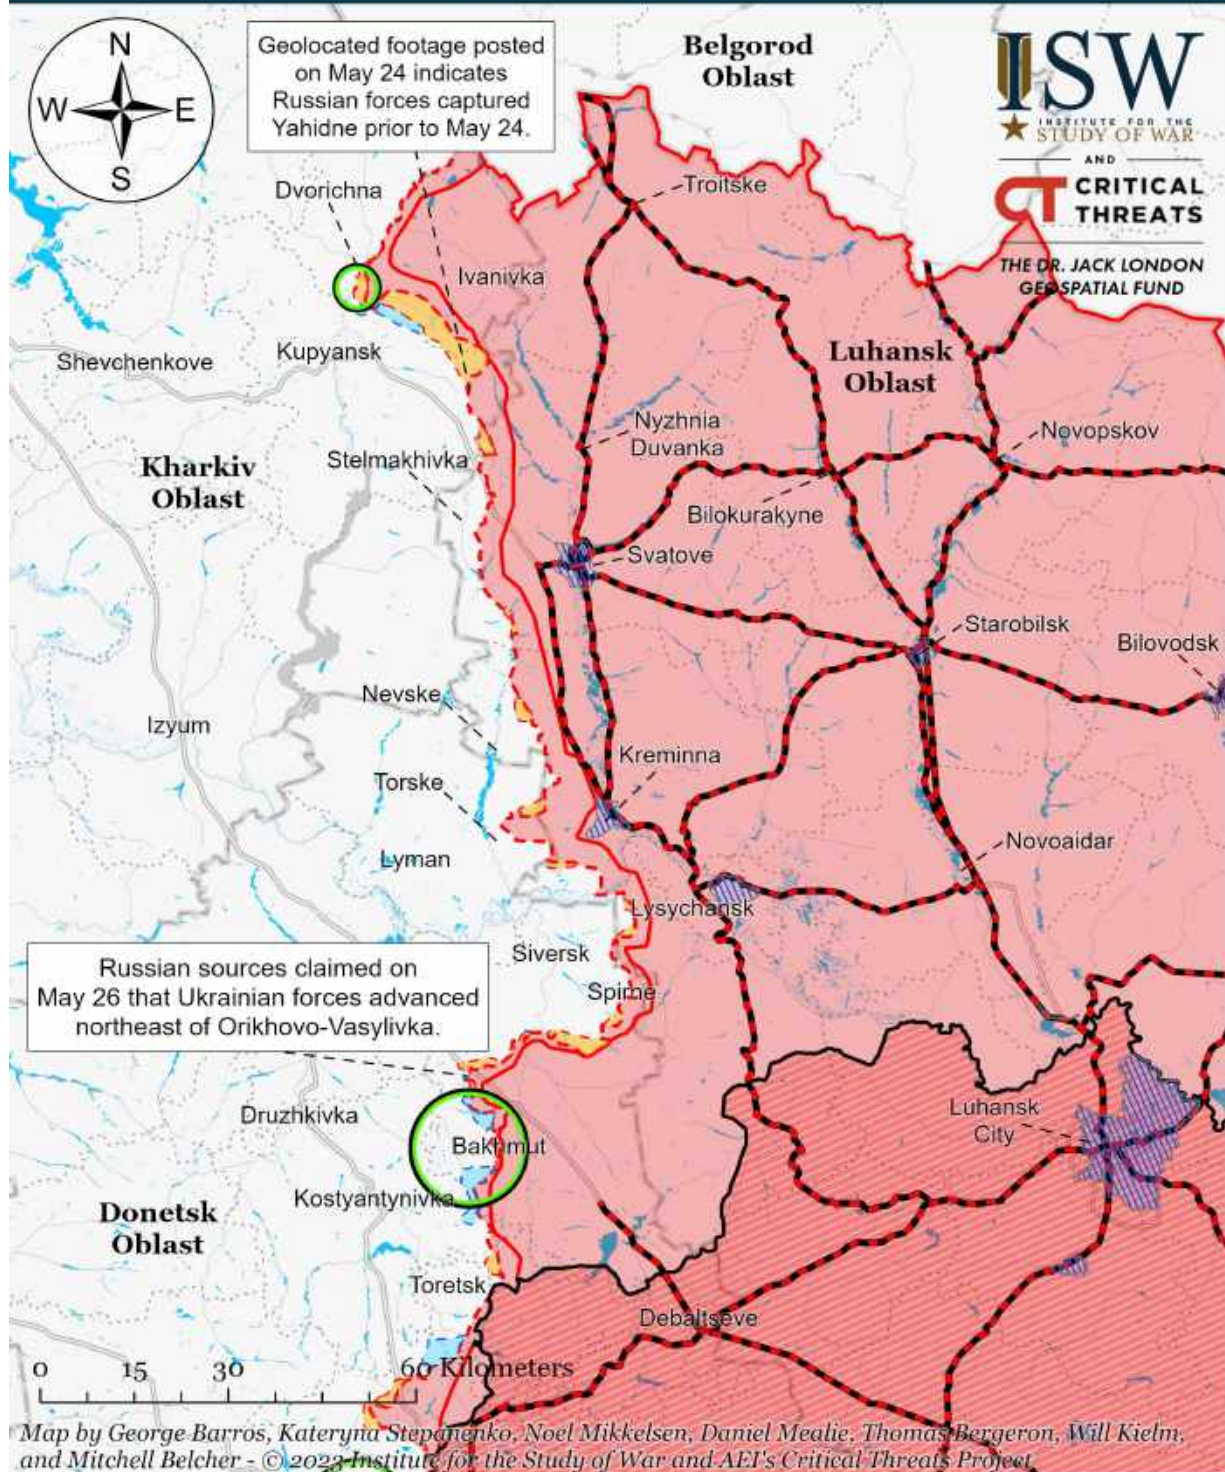 N
W
E
S
Geolocated footage posted
on May 24 indicates
Russian forces captured
Yahidne prior to May 24.
Belgorod
Oblast
ISW
INSTITUTE FOR THE
STUDY OF WAR
AND
CT CRITICAL
THREATS
THE DR. JACK LONDON
GEOSPATIAL FUND
Dvorichna
Troitske
Ivanivka
Shevchenkove
Kupyansk
Luhansk
Oblast
Nyzhnia
Duvanka
Novopskov
Kharkiv
Oblast
Stelmakhivka
Bilokurakyne
Svatove
Starobilsk
Bilovodsk
Nevske
Izyum
Kreminna
Torske
Lyman
Novoaidar
Lysychansk
Siversk
Spirne
Russian sources claimed on
May 26 that Ukrainian forces advanced
northeast of Orikhovo-Vasylivka.
Druzhkivka
Bakhmut
Luhansk
City
Kostyantynivka
Donetsk
Oblast
Toretsk
Debaltseve
0 15 30 60 Kilometers
Map by George Barros, Kateryna Stepanenko, Noel Mikkelsen, Daniel Mealie, Thomas Bergeron, Will Kielm,
and Mitchell Belcher - © 2023 Institute for the Study of War and AEI's Critical Threats Project